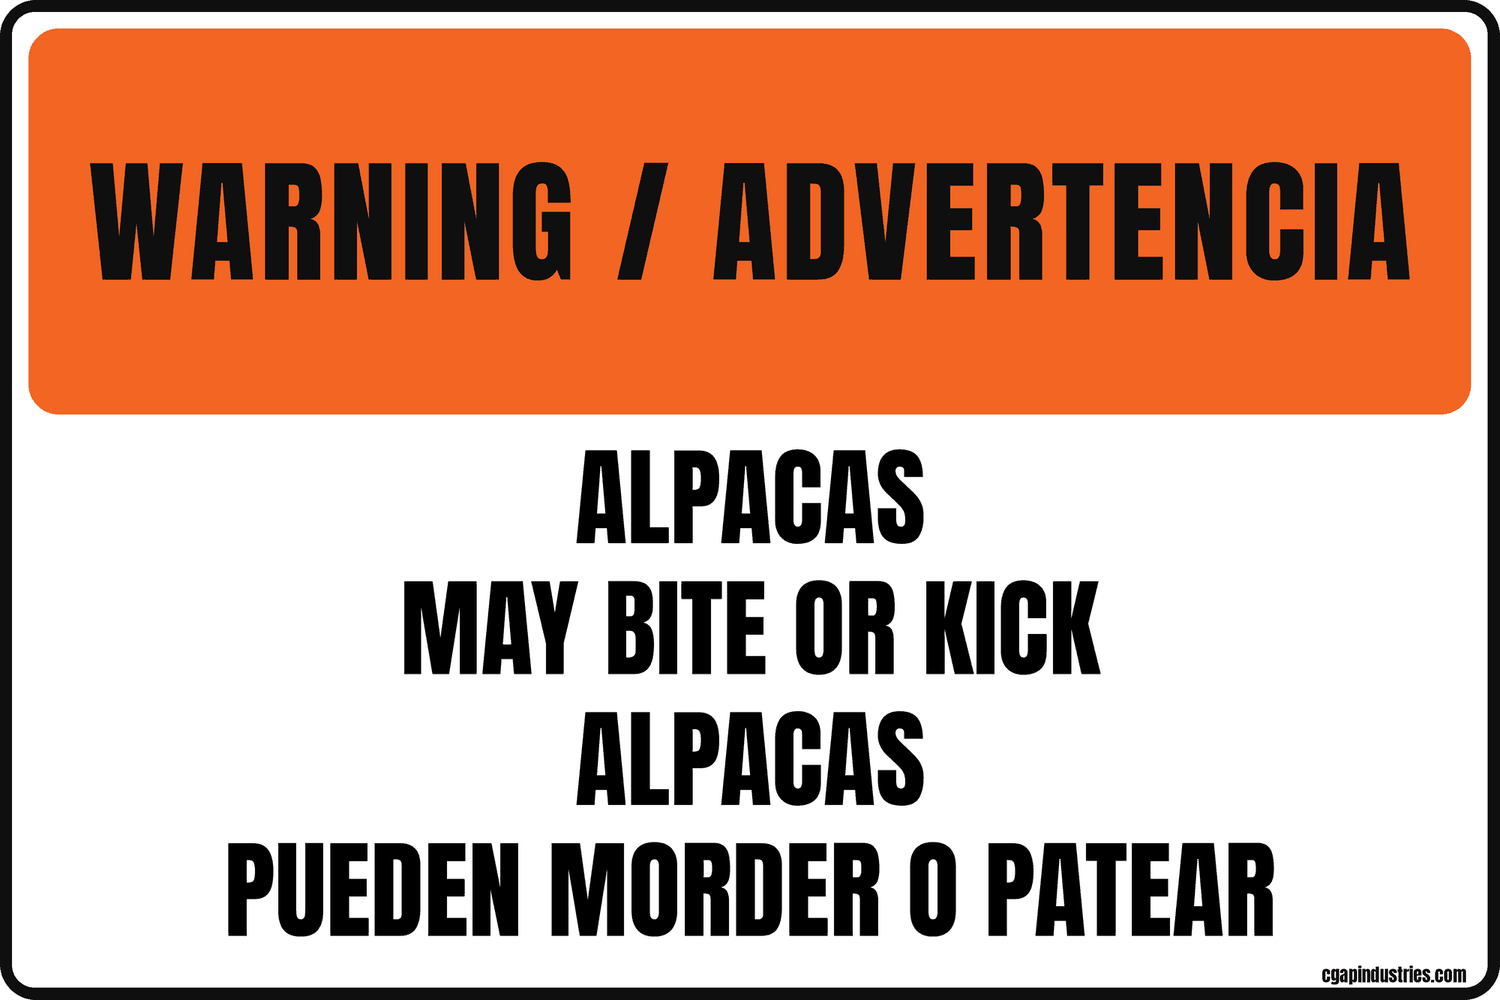 WARNING / ADVERTENCIA
ALPACAS
MAY BITE OR KICK
ALPACAS
PUEDEN MORDER O PATEAR
cgapindustries.com